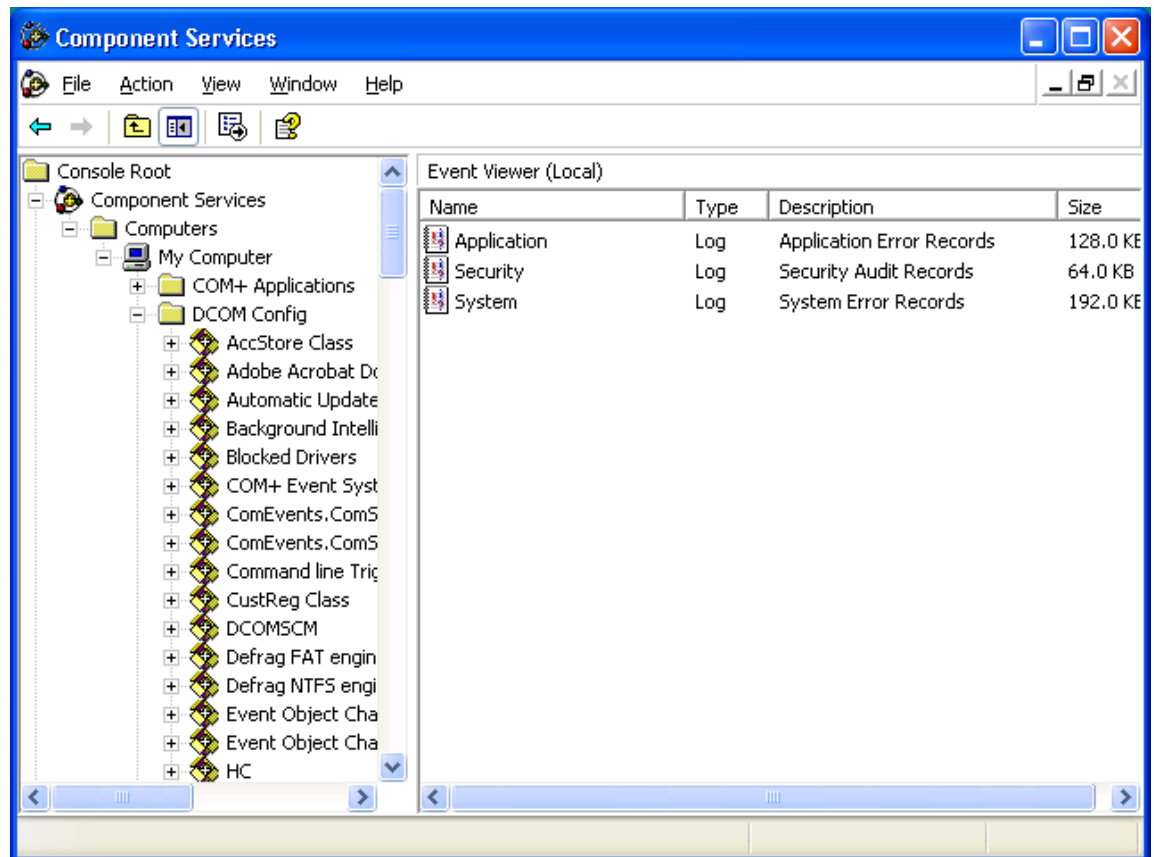 Component Services
File Action View Window Help
Console Root
Component Services
Computers
My Computer
COM+ Applications
DCOM Config
AccStore Class
Adobe Acrobat Do
Automatic Update
Background Intelli
Blocked Drivers
COM+ Event Syst
ComEvents.ComS
ComEvents.ComS
Command line Trig
CustReg Class
DCOMSCM
Defrag FAT engin
Defrag NTFS engi
Event Object Cha
Event Object Cha
HC
Event Viewer (Local)
Name Type Description Size
Application Log Application Error Records 128.0 KB
Security Log Security Audit Records 64.0 KB
System Log System Error Records 192.0 KB